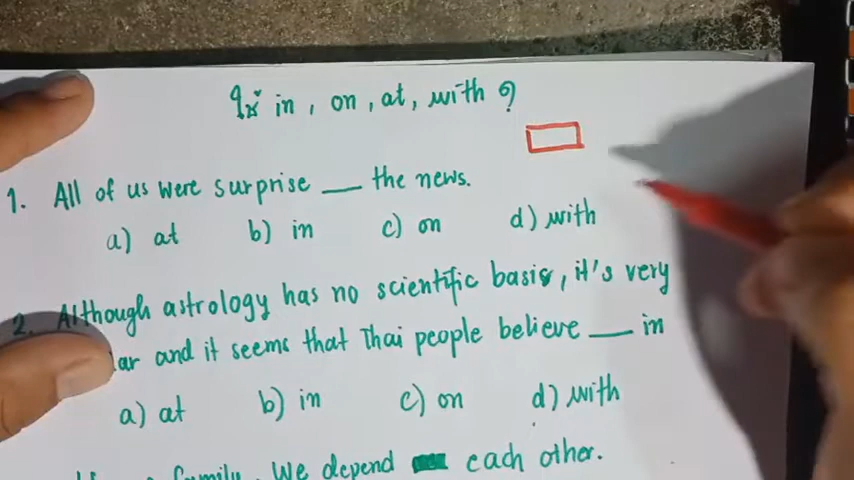 ใช้ in, on, at, with ?
1. All of us were surprise ___ the news.
a) at b) in c) on d) with
2. Although astrology has no scientific basis, it's very
and it seems that Thai people believe ___ in
a) at b) in c) on d) with
family. We depend each other.